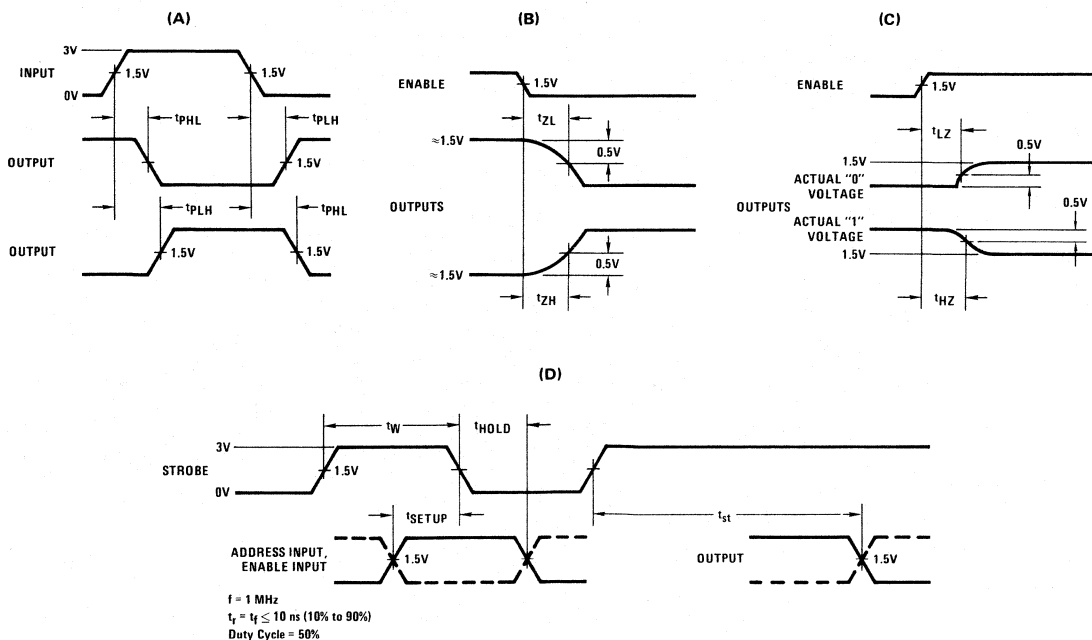 (A)
3V
INPUT
1.5V
1.5V
0V
tPHL
tPLH
OUTPUT
1.5V
tPLH
tPHL
OUTPUT
1.5V
1.5V
(B)
ENABLE
1.5V
tZL
≈1.5V
0.5V
OUTPUTS
≈1.5V
0.5V
tZH
(C)
ENABLE
1.5V
tLZ
0.5V
1.5V
ACTUAL "0"
VOLTAGE
OUTPUTS
ACTUAL "1"
VOLTAGE
0.5V
1.5V
tHZ
(D)
tW
tHOLD
3V
STROBE
1.5V
0V
tSETUP
tst
ADDRESS INPUT,
ENABLE INPUT
1.5V
OUTPUT
1.5V
f = 1 MHz
tr = tf ≤ 10 ns (10% to 90%)
Duty Cycle = 50%